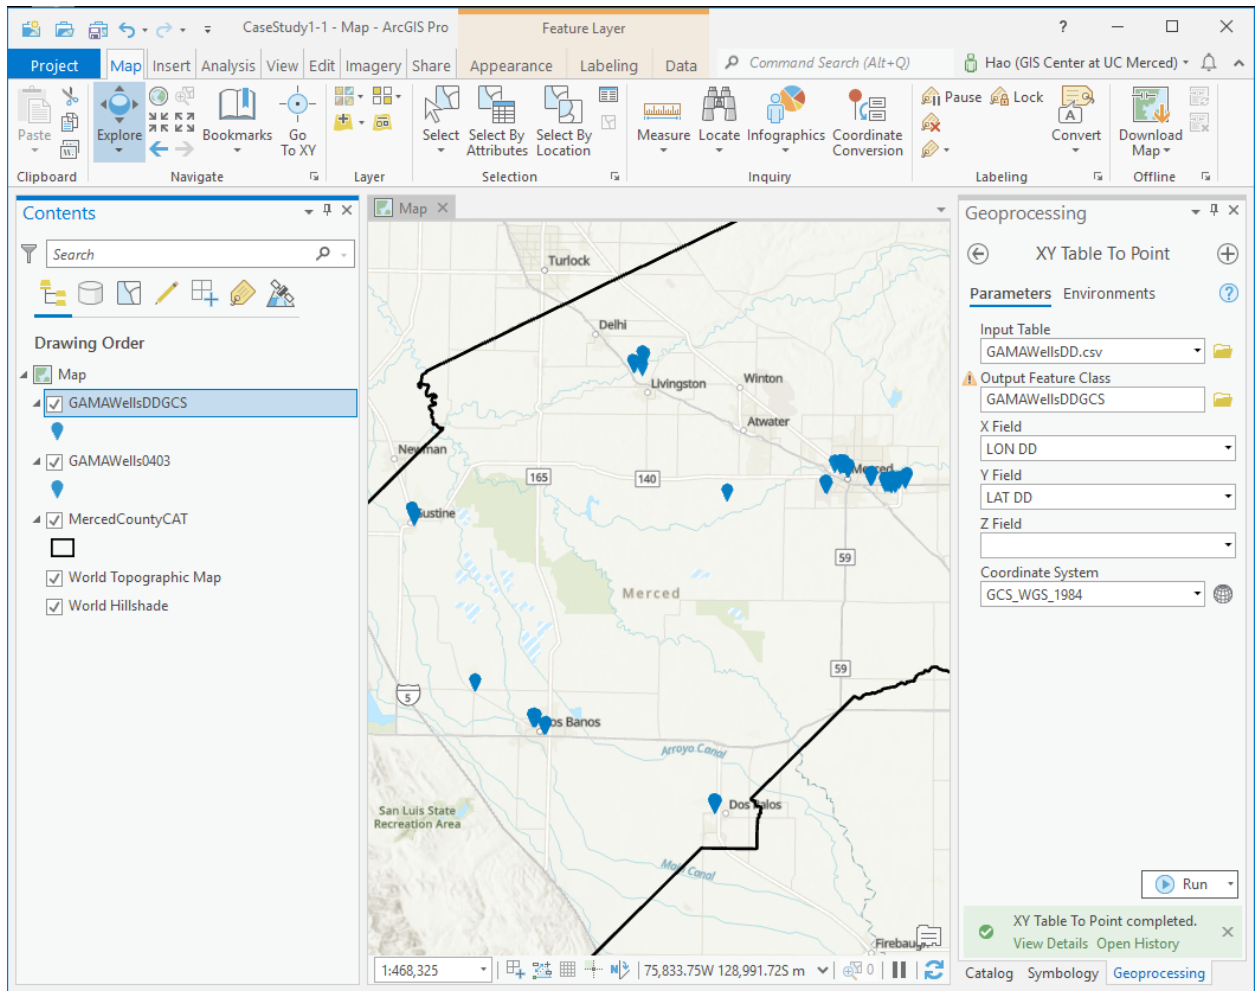 CaseStudy1-1 - Map - ArcGIS Pro
Feature Layer
?
Project Map Insert Analysis View Edit Imagery Share Appearance Labeling Data Command Search (Alt+Q) Hao (GIS Center at UC Merced)
Paste
Explore
Bookmarks
Go
To XY
Select
Select By
Attributes
Select By
Location
Measure
Locate
Infographics
Coordinate
Conversion
Pause
Lock
Convert
Download
Map
Clipboard Navigate Layer Selection Inquiry Labeling Offline
Contents
Search
Drawing Order
Map
GAMAWellsDDGCS
GAMAWells0403
MercedCountyCAT
World Topographic Map
World Hillshade
Map
Turlock
Delhi
Livingston
Winton
Atwater
Newman
Merced
165
140
Gustine
59
Merced
59
5
Los Banos
Arroyo Canal
San Luis State
Recreation Area
Dos Palos
Main Canal
Firebaugh
1:468,325
75,833.75W 128,991.72S m
0
Geoprocessing
XY Table To Point
Parameters Environments
Input Table
GAMAWellsDD.csv
Output Feature Class
GAMAWellsDDGCS
X Field
LON DD
Y Field
LAT DD
Z Field
Coordinate System
GCS_WGS_1984
Run
XY Table To Point completed.
View Details Open History
Catalog Symbology Geoprocessing